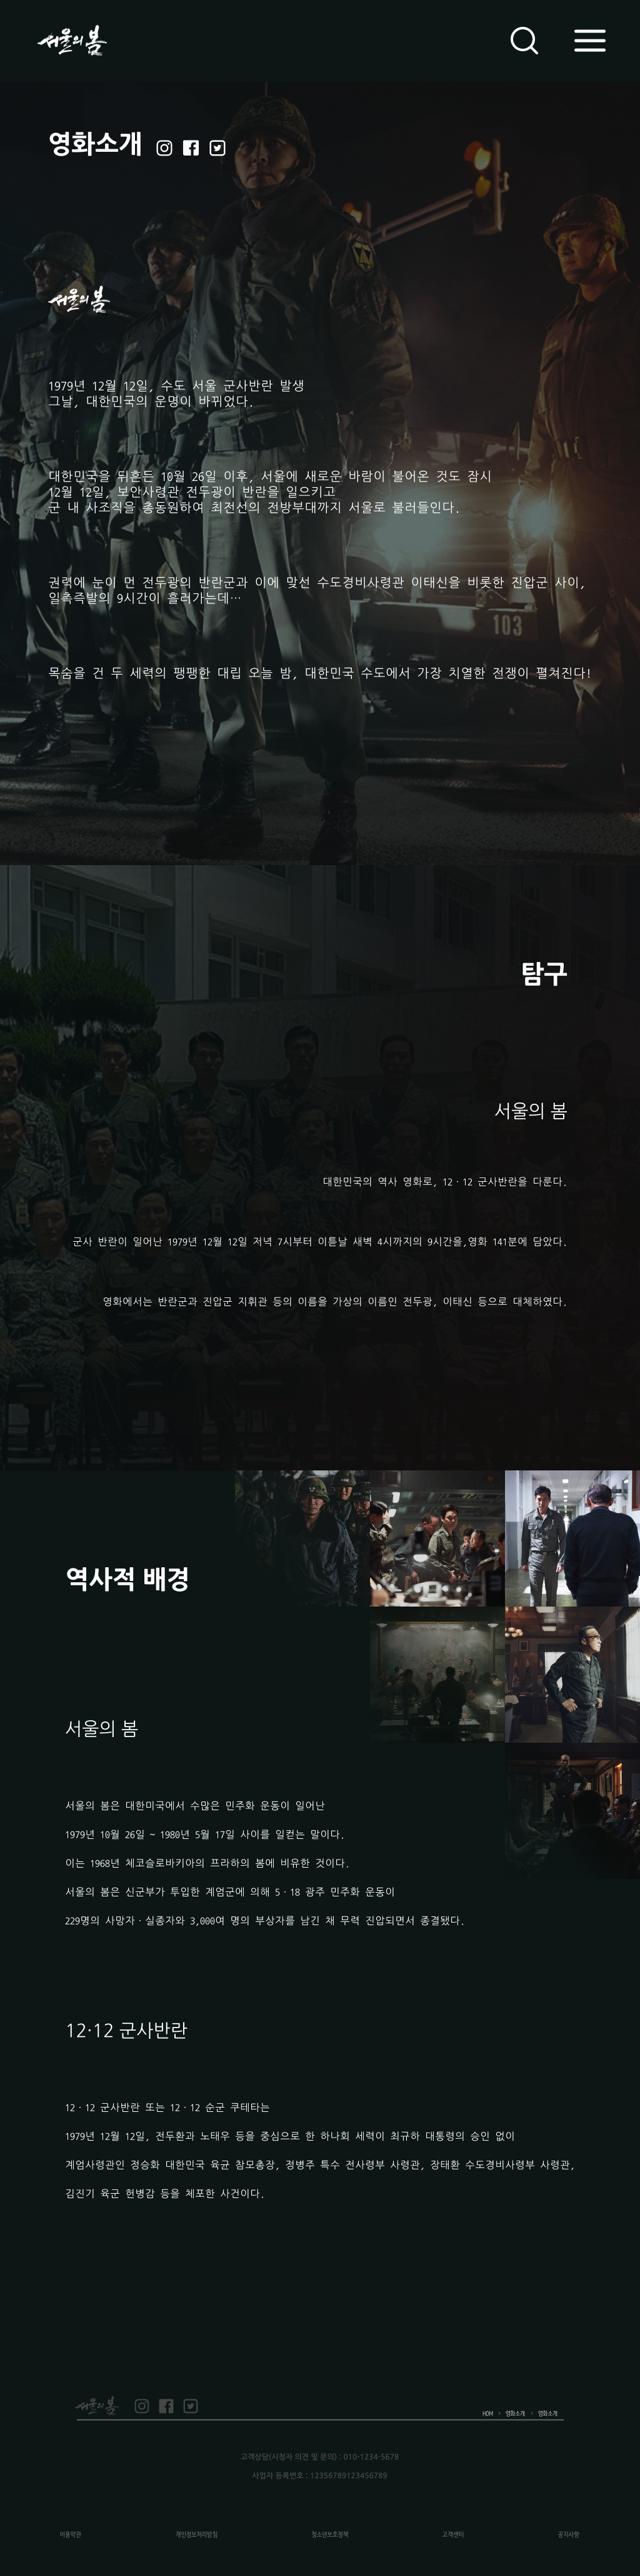 서울의 봄
영화소개
서울의 봄
1979년 12월 12일, 수도 서울 군사반란 발생
그날, 대한민국의 운명이 바뀌었다.
대한민국을 뒤흔든 10월 26일 이후, 서울에 새로운 바람이 불어온 것도 잠시
12월 12일, 보안사령관 전두광이 반란을 일으키고
군 내 사조직을 총동원하여 최전선의 전방부대까지 서울로 불러들인다.
권력에 눈이 먼 전두광의 반란군과 이에 맞선 수도경비사령관 이태신을 비롯한 진압군 사이,
일촉즉발의 9시간이 흘러가는데…
103
목숨을 건 두 세력의 팽팽한 대립 오늘 밤, 대한민국 수도에서 가장 치열한 전쟁이 펼쳐진다!
탐구
서울의 봄
대한민국의 역사 영화로, 12·12 군사반란을 다룬다.
군사 반란이 일어난 1979년 12월 12일 저녁 7시부터 이튿날 새벽 4시까지의 9시간을,영화 141분에 담았다.
영화에서는 반란군과 진압군 지휘관 등의 이름을 가상의 이름인 전두광, 이태신 등으로 대체하였다.
역사적 배경
서울의 봄
서울의 봄은 대한미국에서 수많은 민주화 운동이 일어난
1979년 10월 26일 ~ 1980년 5월 17일 사이를 일컫는 말이다.
이는 1968년 체코슬로바키아의 프라하의 봄에 비유한 것이다.
서울의 봄은 신군부가 투입한 계엄군에 의해 5·18 광주 민주화 운동이
229명의 사망자·실종자와 3,000여 명의 부상자를 남긴 채 무력 진압되면서 종결됐다.
12·12 군사반란
12·12 군사반란 또는 12·12 순군 쿠테타는
1979년 12월 12일, 전두환과 노태우 등을 중심으로 한 하나회 세력이 최규하 대통령의 승인 없이
계엄사령관인 정승화 대한민국 육균 참모총장, 정병주 특수 전사령부 사령관, 장태환 수도경비사령부 사령관,
김진기 육군 헌병감 등을 체포한 사건이다.
서울의 봄
HOM > 영화소개 > 영화소개
고객상담(시청자 의견 및 문의) : 010-1234-5678
사업자 등록번호 : 12356789123456789
이용약관 개인정보처리방침 청소년보호정책 고객센터 공지사항